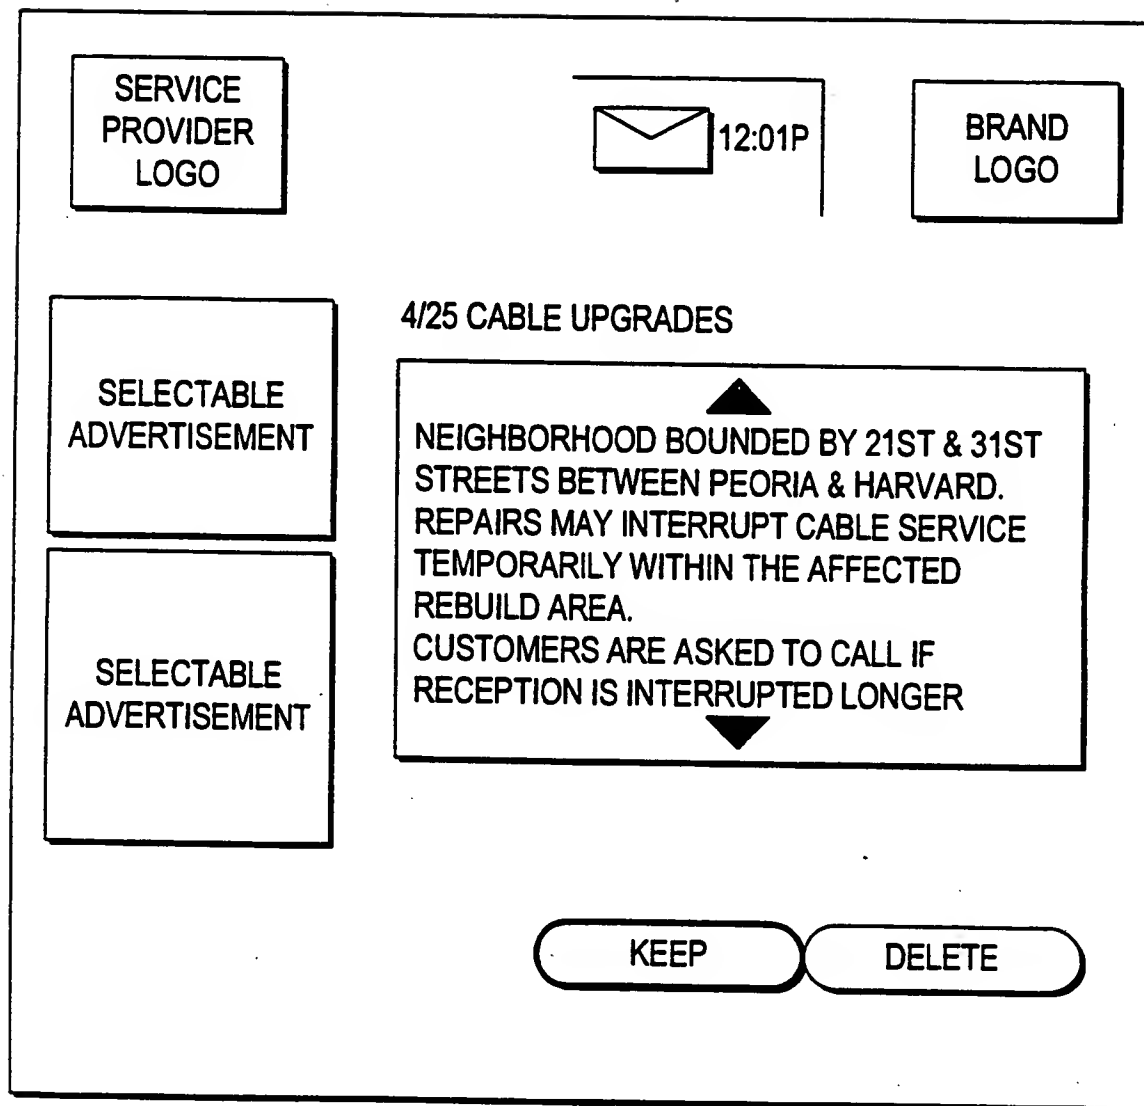 SERVICE
PROVIDER
LOGO
12:01P
BRAND
LOGO
SELECTABLE
ADVERTISEMENT
SELECTABLE
ADVERTISEMENT
4/25 CABLE UPGRADES
NEIGHBORHOOD BOUNDED BY 21ST & 31ST
STREETS BETWEEN PEORIA & HARVARD.
REPAIRS MAY INTERRUPT CABLE SERVICE
TEMPORARILY WITHIN THE AFFECTED
REBUILD AREA.
CUSTOMERS ARE ASKED TO CALL IF
RECEPTION IS INTERRUPTED LONGER
KEEP
DELETE